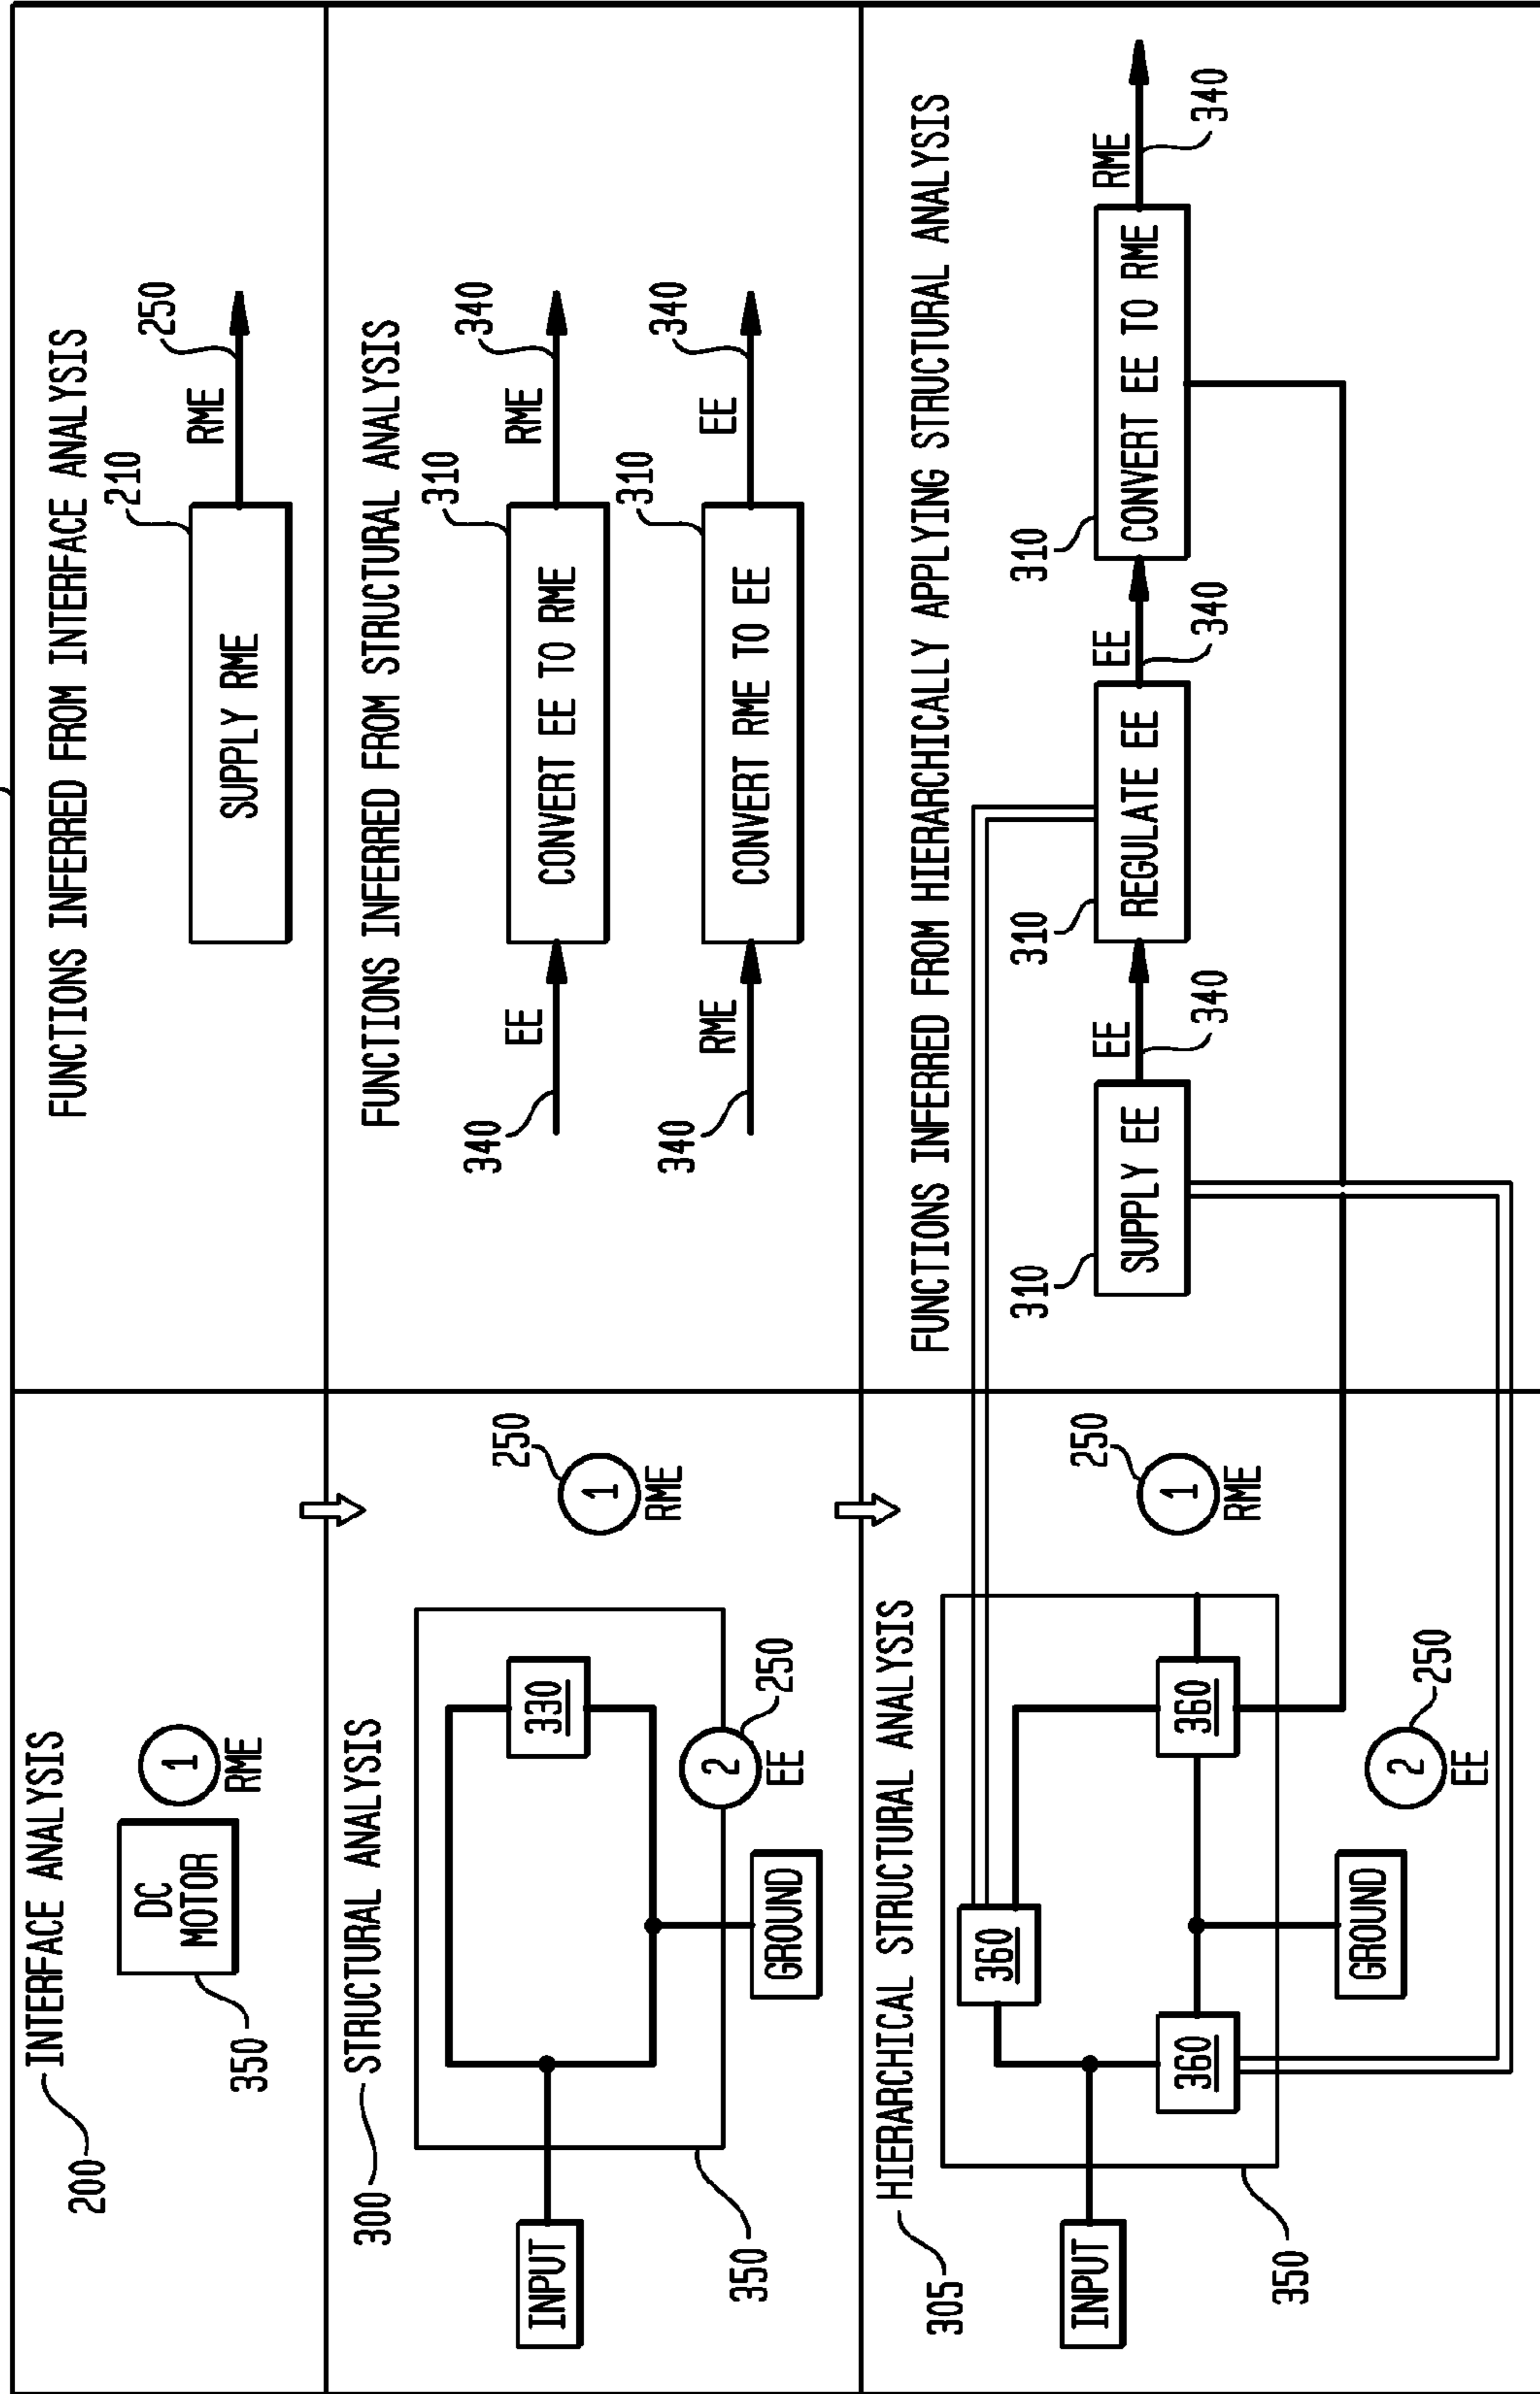 200
INTERFACE ANALYSIS
350
DC
MOTOR
1
RME
FUNCTIONS INFERRED FROM INTERFACE ANALYSIS
210
250
SUPPLY RME
RME
300
STRUCTURAL ANALYSIS
INPUT
350
330
GROUND
2
250
EE
1
250
RME
FUNCTIONS INFERRED FROM STRUCTURAL ANALYSIS
340
EE
310
CONVERT EE TO RME
RME
340
340
RME
310
CONVERT RME TO EE
EE
340
305
HIERARCHICAL STRUCTURAL ANALYSIS
INPUT
350
360
360
360
GROUND
2
250
EE
1
250
RME
FUNCTIONS INFERRED FROM HIERARCHICALLY APPLYING STRUCTURAL ANALYSIS
310
SUPPLY EE
EE
340
310
REGULATE EE
EE
340
310
CONVERT EE TO RME
RME
340